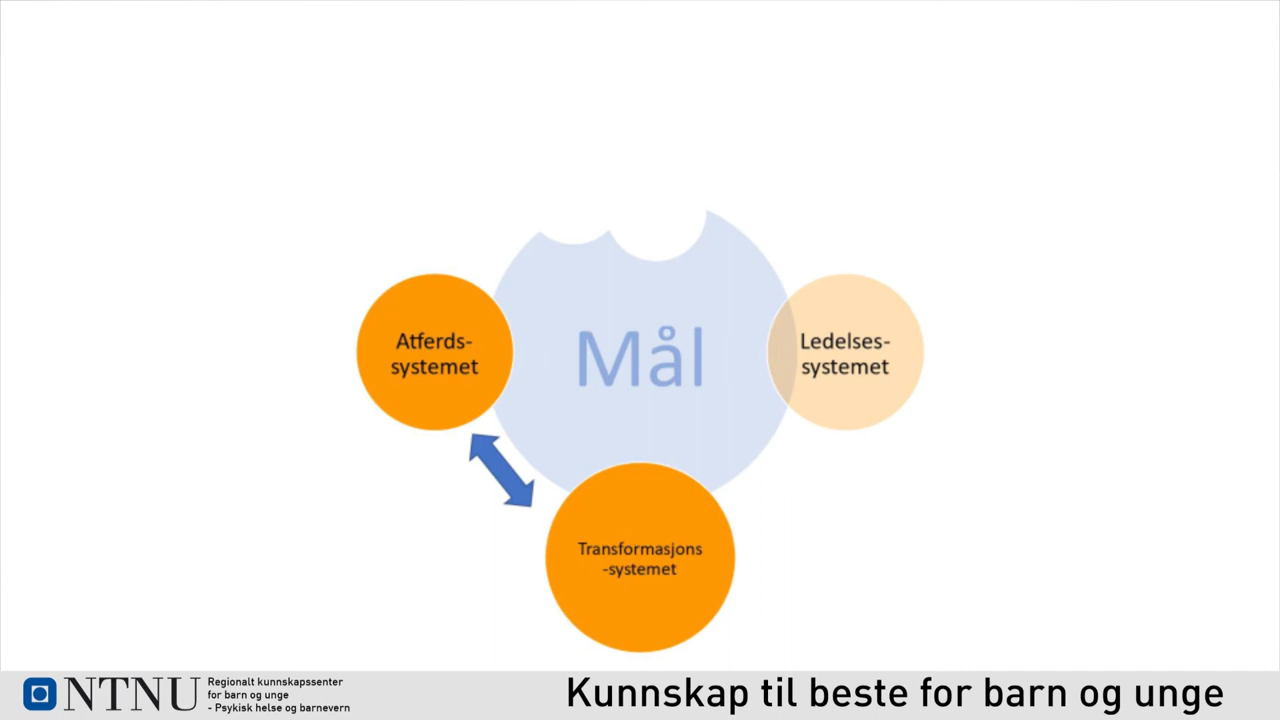 Atferds-
systemet
Mål
Ledelses-
systemet
Transformasjons
-systemet
NTNU
Regionalt kunnskapssenter
for barn og unge
- Psykisk helse og barnevern
Kunnskap til beste for barn og unge